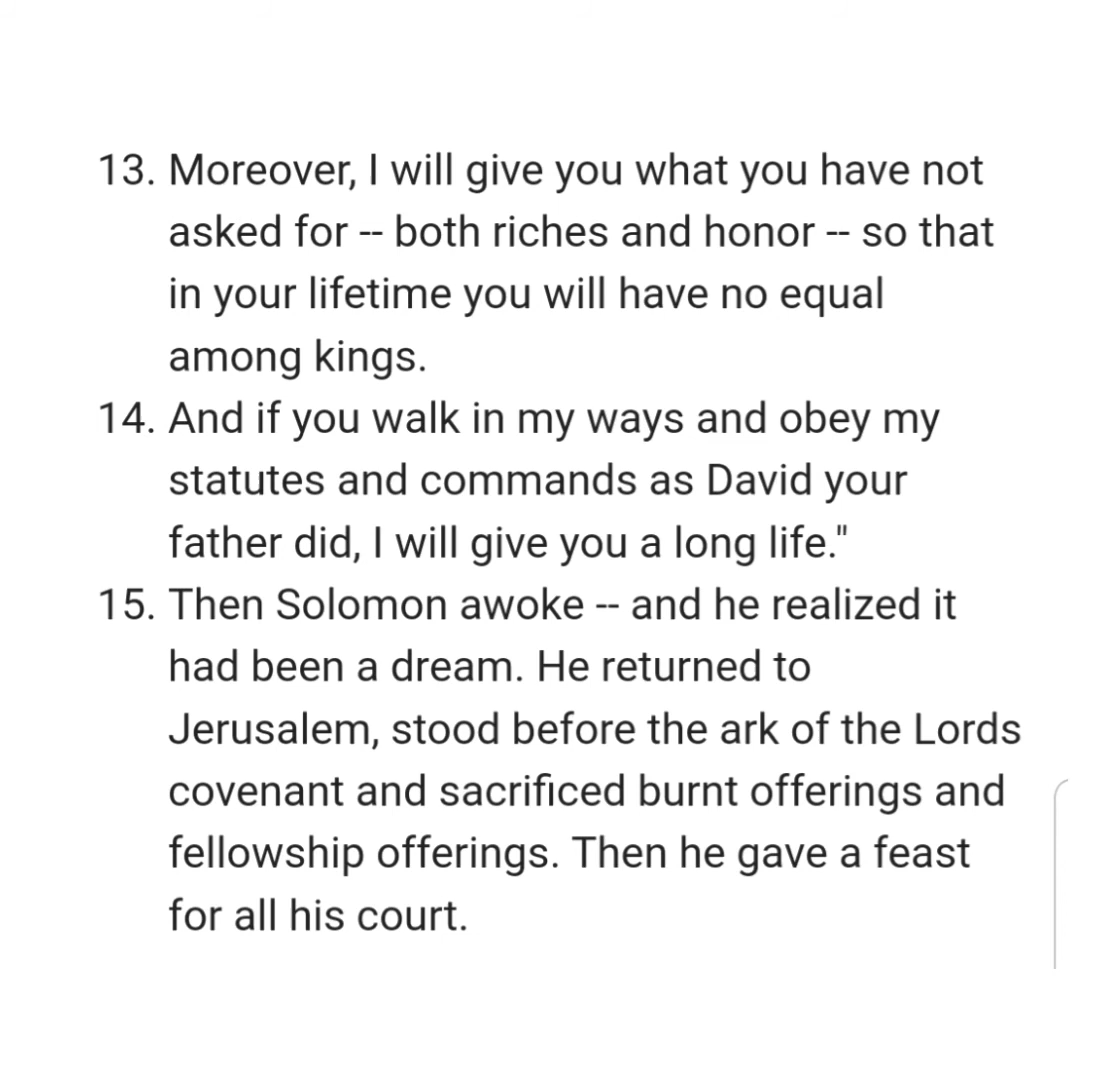 13. Moreover, I will give you what you have not
asked for -- both riches and honor -- so that
in your lifetime you will have no equal
among kings.
14. And if you walk in my ways and obey my
statutes and commands as David your
father did, I will give you a long life."
15. Then Solomon awoke -- and he realized it
had been a dream. He returned to
Jerusalem, stood before the ark of the Lords
covenant and sacrificed burnt offerings and
fellowship offerings. Then he gave a feast
for all his court.